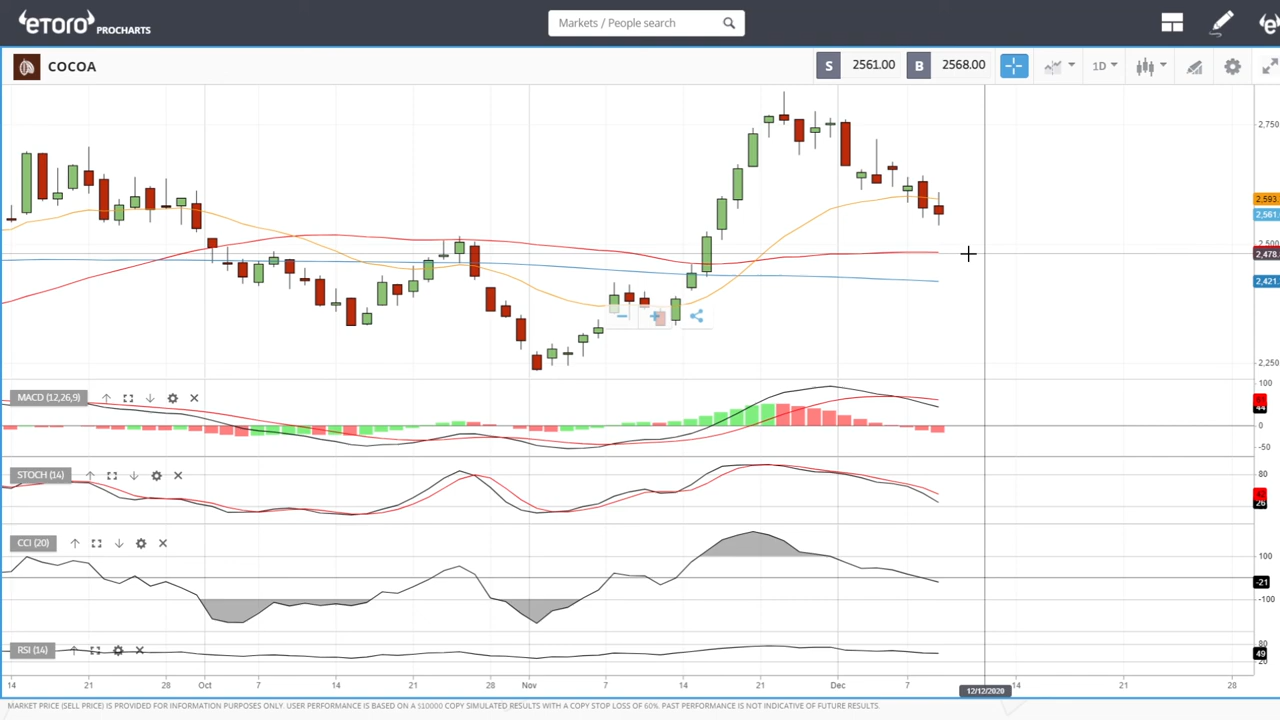 eToro PROCHARTS
Markets / People search
COCOA
S 2561.00 B 2568.00
1D
2,750
2,593.
2,561.
2,500
2,478.
2,421.
2,250
MACD (12,26,9)
100
44
0
-50
STOCH (14)
80
26
CCI (20)
100
-21
-100
RSI (14)
80
49
20
14 21 28 Oct 7 14 21 28 Nov 7 14 21 Dec 7 12/12/2020 14 21 28
MARKET PRICE (SELL PRICE) IS PROVIDED FOR INFORMATION PURPOSES ONLY. USER PERFORMANCE IS BASED ON A $10000 COPY SIMULATED RESULTS WITH A COPY STOP LOSS OF 60%. PAST PERFORMANCE IS NOT INDICATIVE OF FUTURE RESULTS.